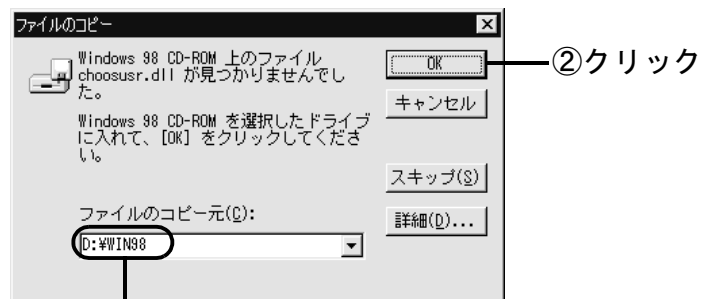 ファイルのコピー
Windows 98 CD-ROM 上のファイル
choosusr.dll が見つかりませんでし
た。
Windows 98 CD-ROM を選択したドライブ
に入れて、[OK] をクリックしてくださ
い。
ファイルのコピー元(C):
D:¥WIN98
OK
キャンセル
スキップ(S)
詳細(D)...
②クリック